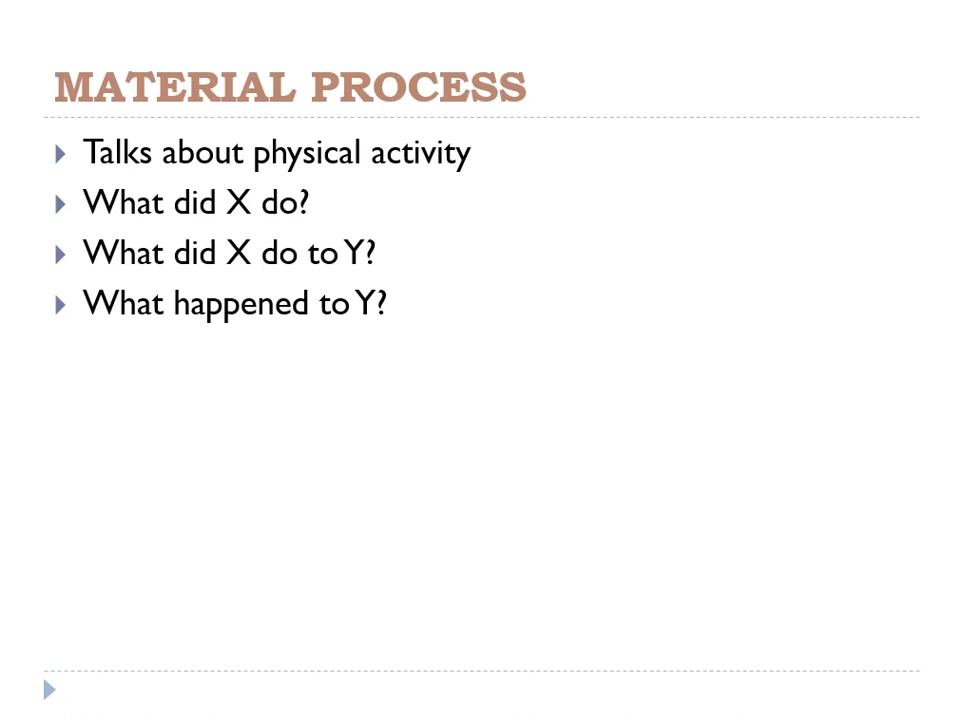 MATERIAL PROCESS
Talks about physical activity
What did X do?
What did X do to Y?
What happened to Y?